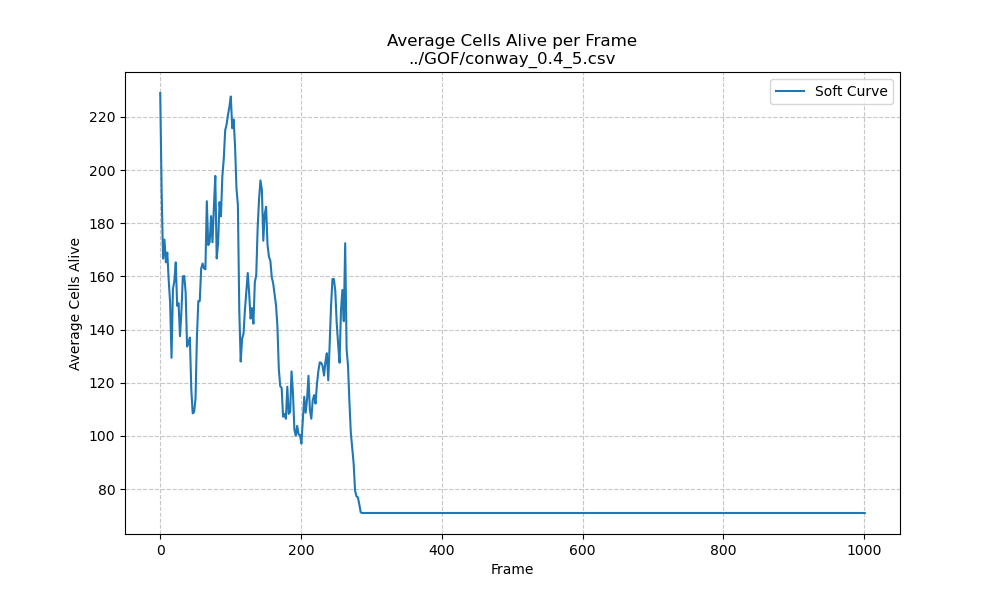 Average Cells Alive per Frame
../GOF/conway_0.4_5.csv
Soft Curve
Average Cells Alive
220
200
180
160
140
120
100
80
0
200
400
600
800
1000
Frame